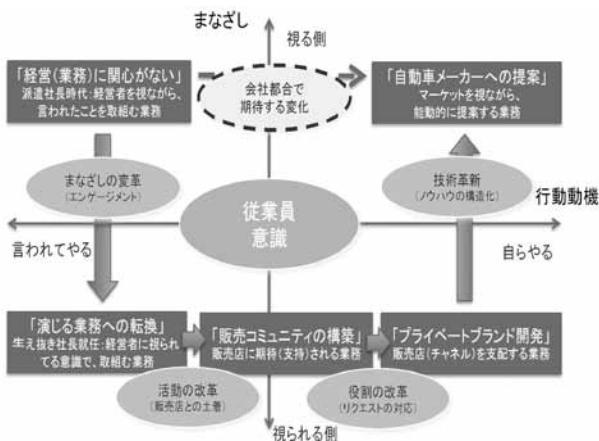 まなざし
視る側
「経営(業務)に関心がない」
派遣社長時代:経営者を視ながら、
言われたことを取組む業務
会社都合で
期待する変化
「自動車メーカーへの提案」
マーケットを視ながら、
能動的に提案する業務
まなざしの変革
(エンゲージメント)
技術革新
(ノウハウの構造化)
従業員
意識
行動動機
言われてやる
自らやる
「演じる業務への転換」
生え抜き社長就任:経営者に視られ
てる意識で、取組む業務
「販売コミュニティの構築」
販売店に期待(支持)される業務
「プライベートブランド開発」
販売店(チャネル)を支配する業務
活動の改革
(販売店との土着)
役割の改革
(リクエストの対応)
視られる側